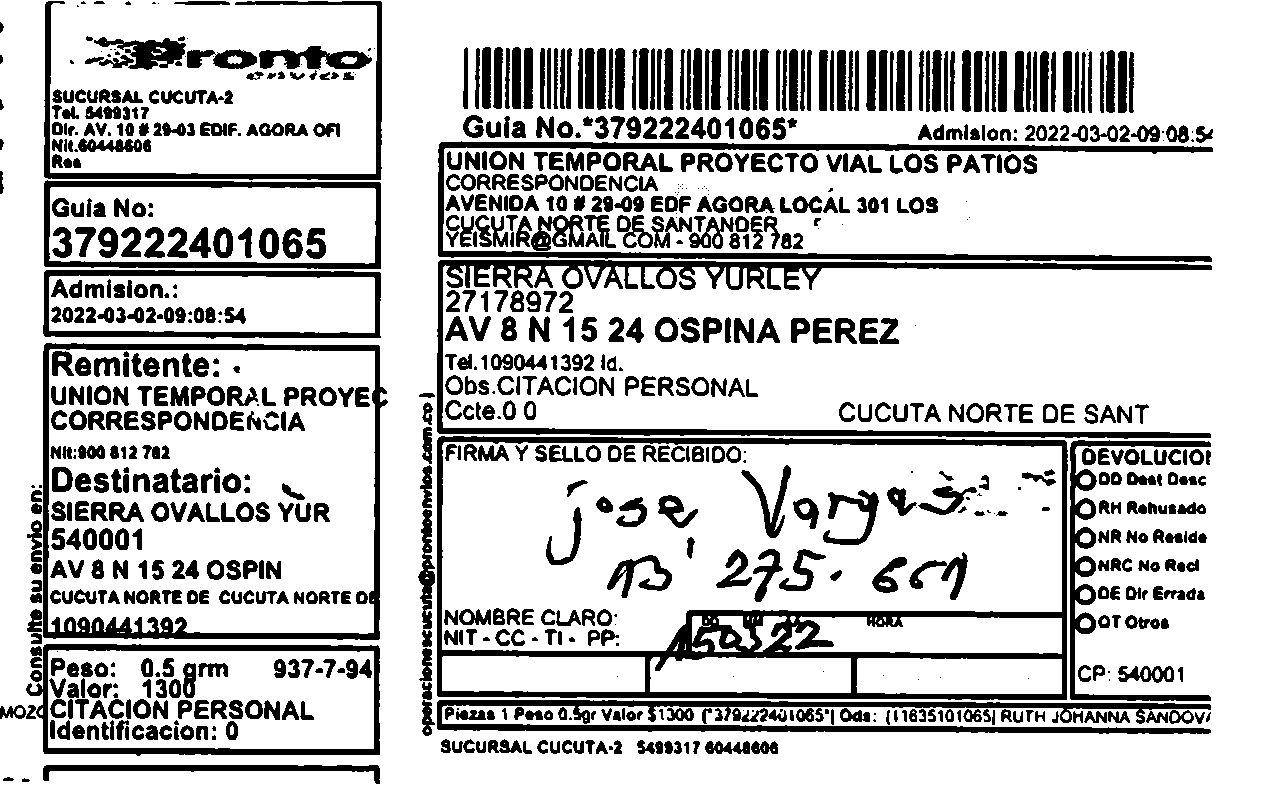 Pronto
envios
SUCURSAL CUCUTA-2
Tel. 5499317
Dir. AV. 10 # 29-03 EDIF. AGORA OFI
Nit.60448606
Res
Guia No:
379222401065
Admision.:
2022-03-02-09:08:54
Remitente:
UNION TEMPORAL PROYEC
CORRESPONDENCIA
Nit:900 812 782
Destinatario:
SIERRA OVALLOS YUR
540001
AV 8 N 15 24 OSPIN
CUCUTA NORTE DE CUCUTA NORTE DE
1090441392
Peso: 0.5 grm 937-7-94
Valor: 1300
CITACION PERSONAL
Identificacion: 0
Consulte su envio en:
MOZO
Guia No.*379222401065*
Admision: 2022-03-02-09:08:54
UNION TEMPORAL PROYECTO VIAL LOS PATIOS
CORRESPONDENCIA
AVENIDA 10 # 29-09 EDF AGORA LOCAL 301 LOS
CUCUTA NORTE DE SANTANDER
YEISMIR@GMAIL COM - 900 812 782
SIERRA OVALLOS YURLEY
27178972
AV 8 N 15 24 OSPINA PEREZ
Tel.1090441392 Id.
Obs.CITACION PERSONAL
Ccte.0 0 CUCUTA NORTE DE SANT
operacionescucuta@prontoenvios.com.co |
FIRMA Y SELLO DE RECIBIDO:
jose Vargas
13' 275. 661
NOMBRE CLARO:
NIT - CC - TI - PP:
HORA
150322
DEVOLUCION
DD Dest Desc
RH Rehusado
NR No Reside
NRC No Recl
DE Dir Errada
OT Otros
CP: 540001
Piezas 1 Peso 0.5gr Valor $1300 (*379222401065*| Ods: (11635101065| RUTH JOHANNA SANDOVA
SUCURSAL CUCUTA-2 5499317 60448606